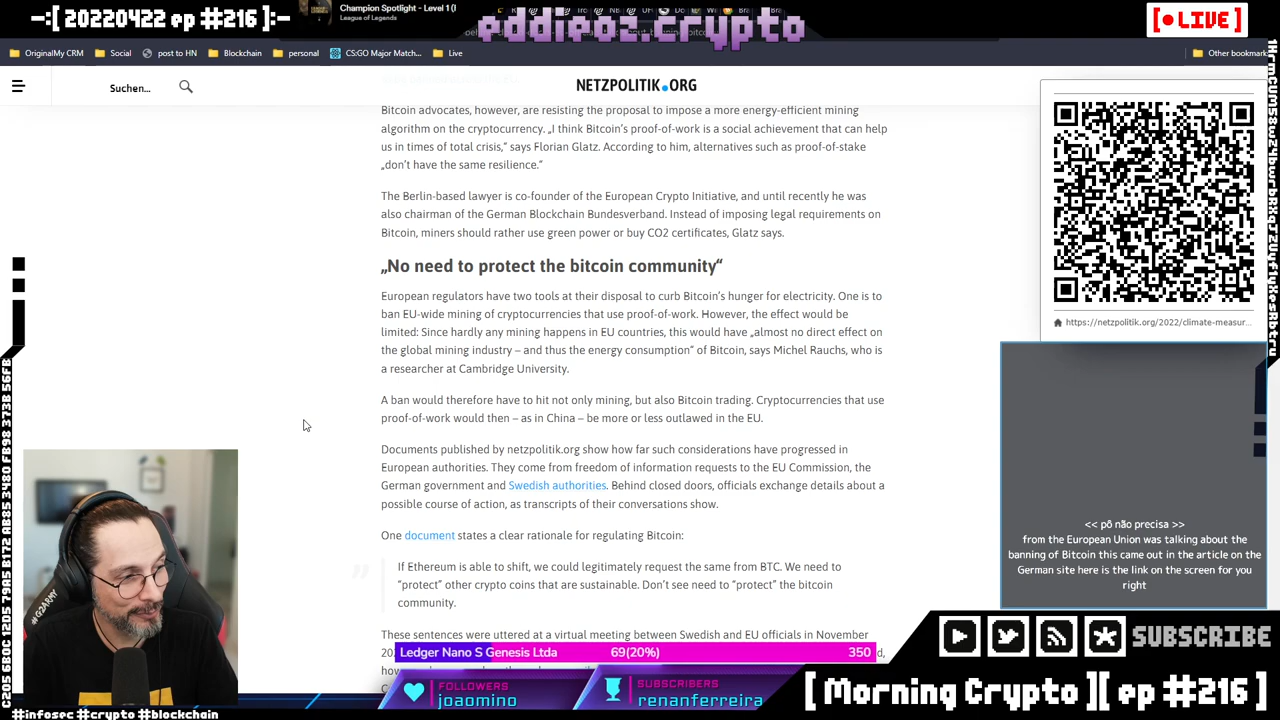 -:[ 20220422 ep #216 ]:-
Champion Spotlight - Level 1 (
League of Legends
eddieoz.crypto
[ LIVE ]
OriginalMy CRM
Social
post to HN
Blockchain
personal
CS:GO Major Match...
Live
Other bookmark
Suchen...
NETZPOLITIK.ORG
Bitcoin advocates, however, are resisting the proposal to impose a more energy-efficient mining
algorithm on the cryptocurrency. „I think Bitcoin's proof-of-work is a social achievement that can help
us in times of total crisis,“ says Florian Glatz. According to him, alternatives such as proof-of-stake
„don't have the same resilience.“
The Berlin-based lawyer is co-founder of the European Crypto Initiative, and until recently he was
also chairman of the German Blockchain Bundesverband. Instead of imposing legal requirements on
Bitcoin, miners should rather use green power or buy CO2 certificates, Glatz says.
„No need to protect the bitcoin community“
European regulators have two tools at their disposal to curb Bitcoin's hunger for electricity. One is to
ban EU-wide mining of cryptocurrencies that use proof-of-work. However, the effect would be
limited: Since hardly any mining happens in EU countries, this would have „almost no direct effect on
the global mining industry – and thus the energy consumption“ of Bitcoin, says Michel Rauchs, who is
a researcher at Cambridge University.
A ban would therefore have to hit not only mining, but also Bitcoin trading. Cryptocurrencies that use
proof-of-work would then – as in China – be more or less outlawed in the EU.
Documents published by netzpolitik.org show how far such considerations have progressed in
European authorities. They come from freedom of information requests to the EU Commission, the
German government and Swedish authorities. Behind closed doors, officials exchange details about a
possible course of action, as transcripts of their conversations show.
One document states a clear rationale for regulating Bitcoin:
If Ethereum is able to shift, we could legitimately request the same from BTC. We need to
“protect” other crypto coins that are sustainable. Don't see need to “protect” the bitcoin
community.
These sentences were uttered at a virtual meeting between Swedish and EU officials in November
https://netzpolitik.org/2022/climate-measur...
<< pô não precisa >>
from the European Union was talking about the
banning of Bitcoin this came out in the article on the
German site here is the link on the screen for you
right
#GOARMY
Ledger Nano S Genesis Ltda
69(20%)
350
FOLLOWERS
joaomino
SUBSCRIBERS
renanferreira
SUBSCRIBE
[ Morning Crypto ][ ep #216 ]
#infosec #crypto #blockchain